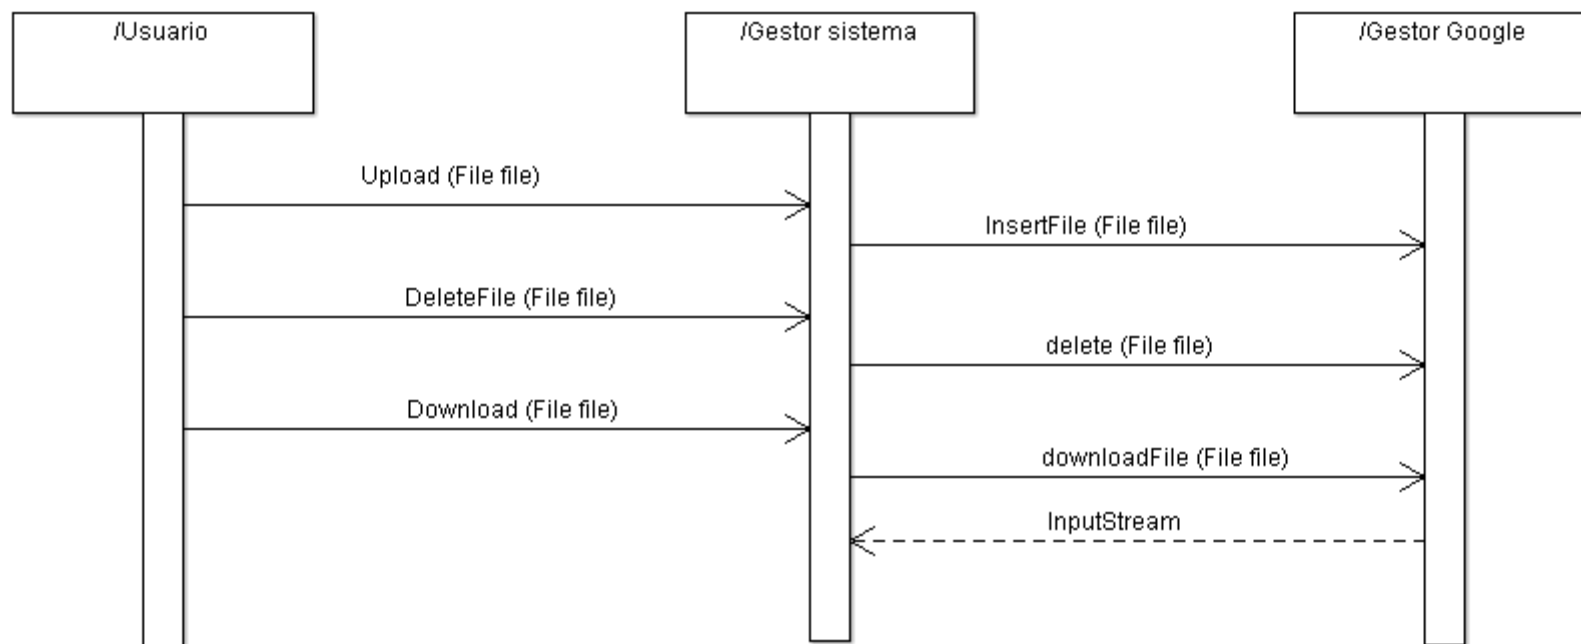 /Usuario
/Gestor sistema
/Gestor Google
Upload (File file)
InsertFile (File file)
DeleteFile (File file)
delete (File file)
Download (File file)
downloadFile (File file)
InputStream